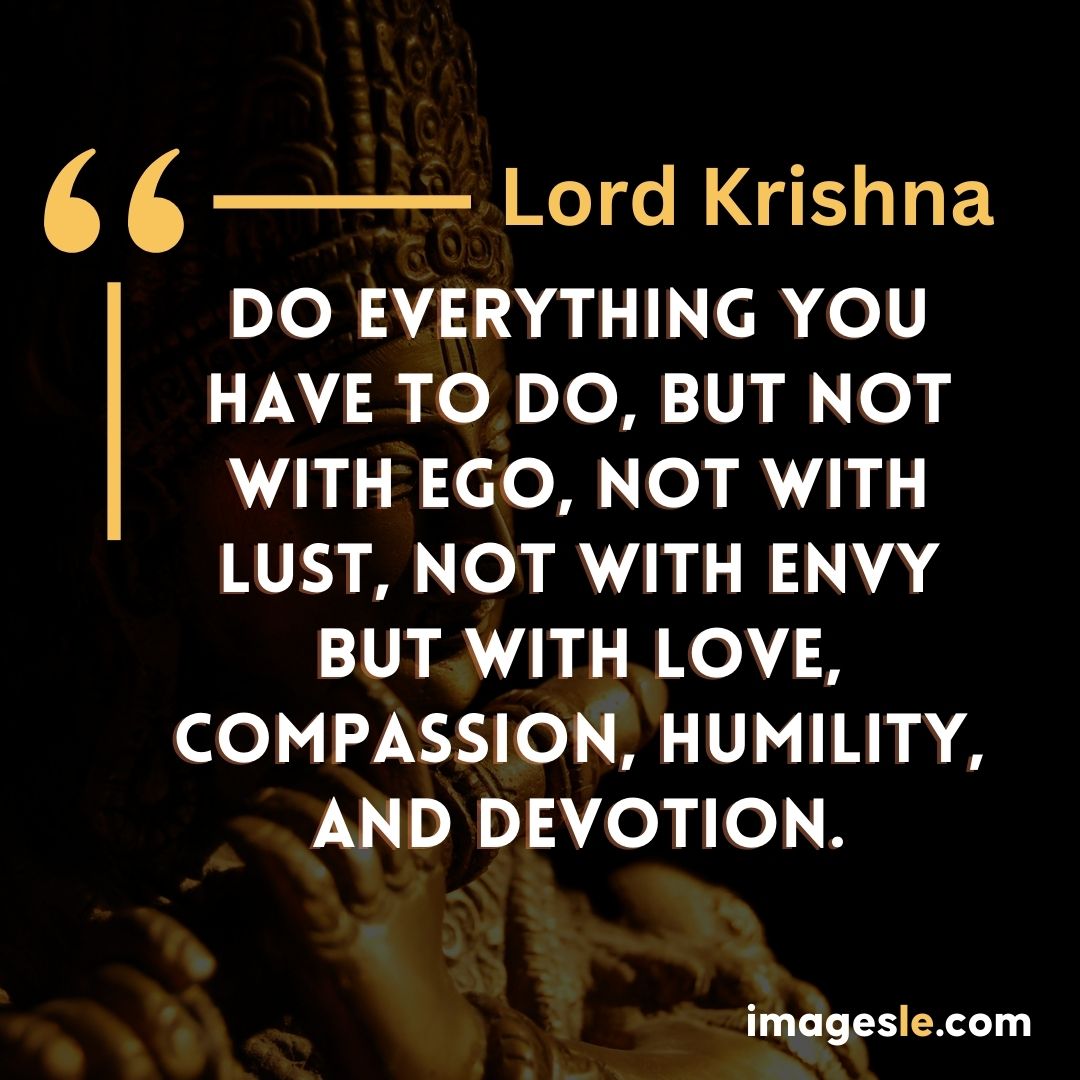 Lord Krishna
DO EVERYTHING YOU
HAVE TO DO, BUT NOT
WITH EGO, NOT WITH
LUST, NOT WITH ENVY
BUT WITH LOVE,
COMPASSION, HUMILITY,
AND DEVOTION.
imagesle.com